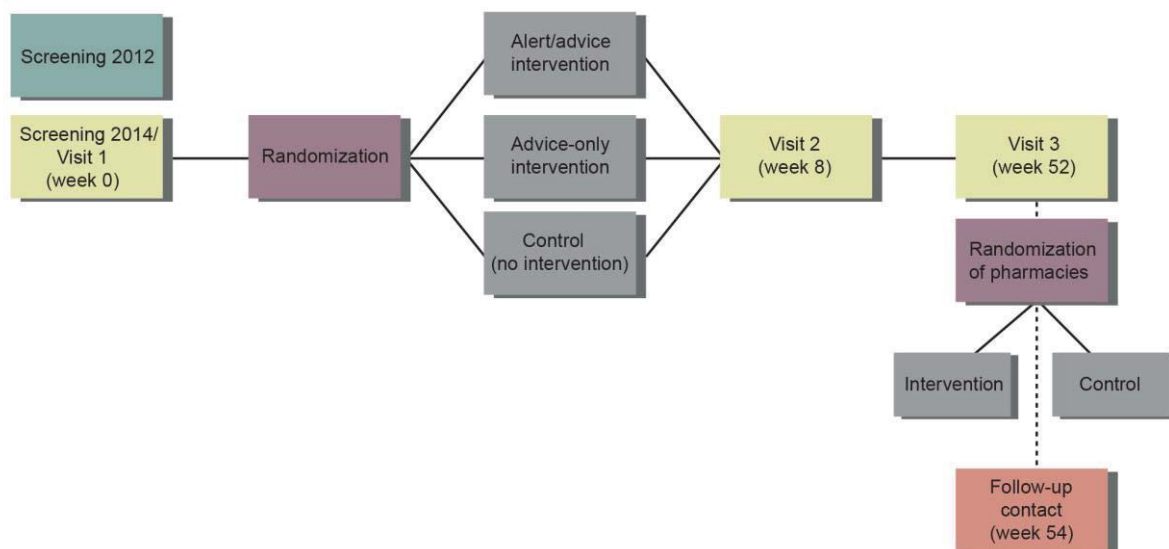 Screening 2012
Screening 2014/
Visit 1
(week 0)
Randomization
Alert/advice
intervention
Advice-only
intervention
Control
(no intervention)
Visit 2
(week 8)
Visit 3
(week 52)
Randomization
of pharmacies
Intervention
Control
Follow-up
contact
(week 54)